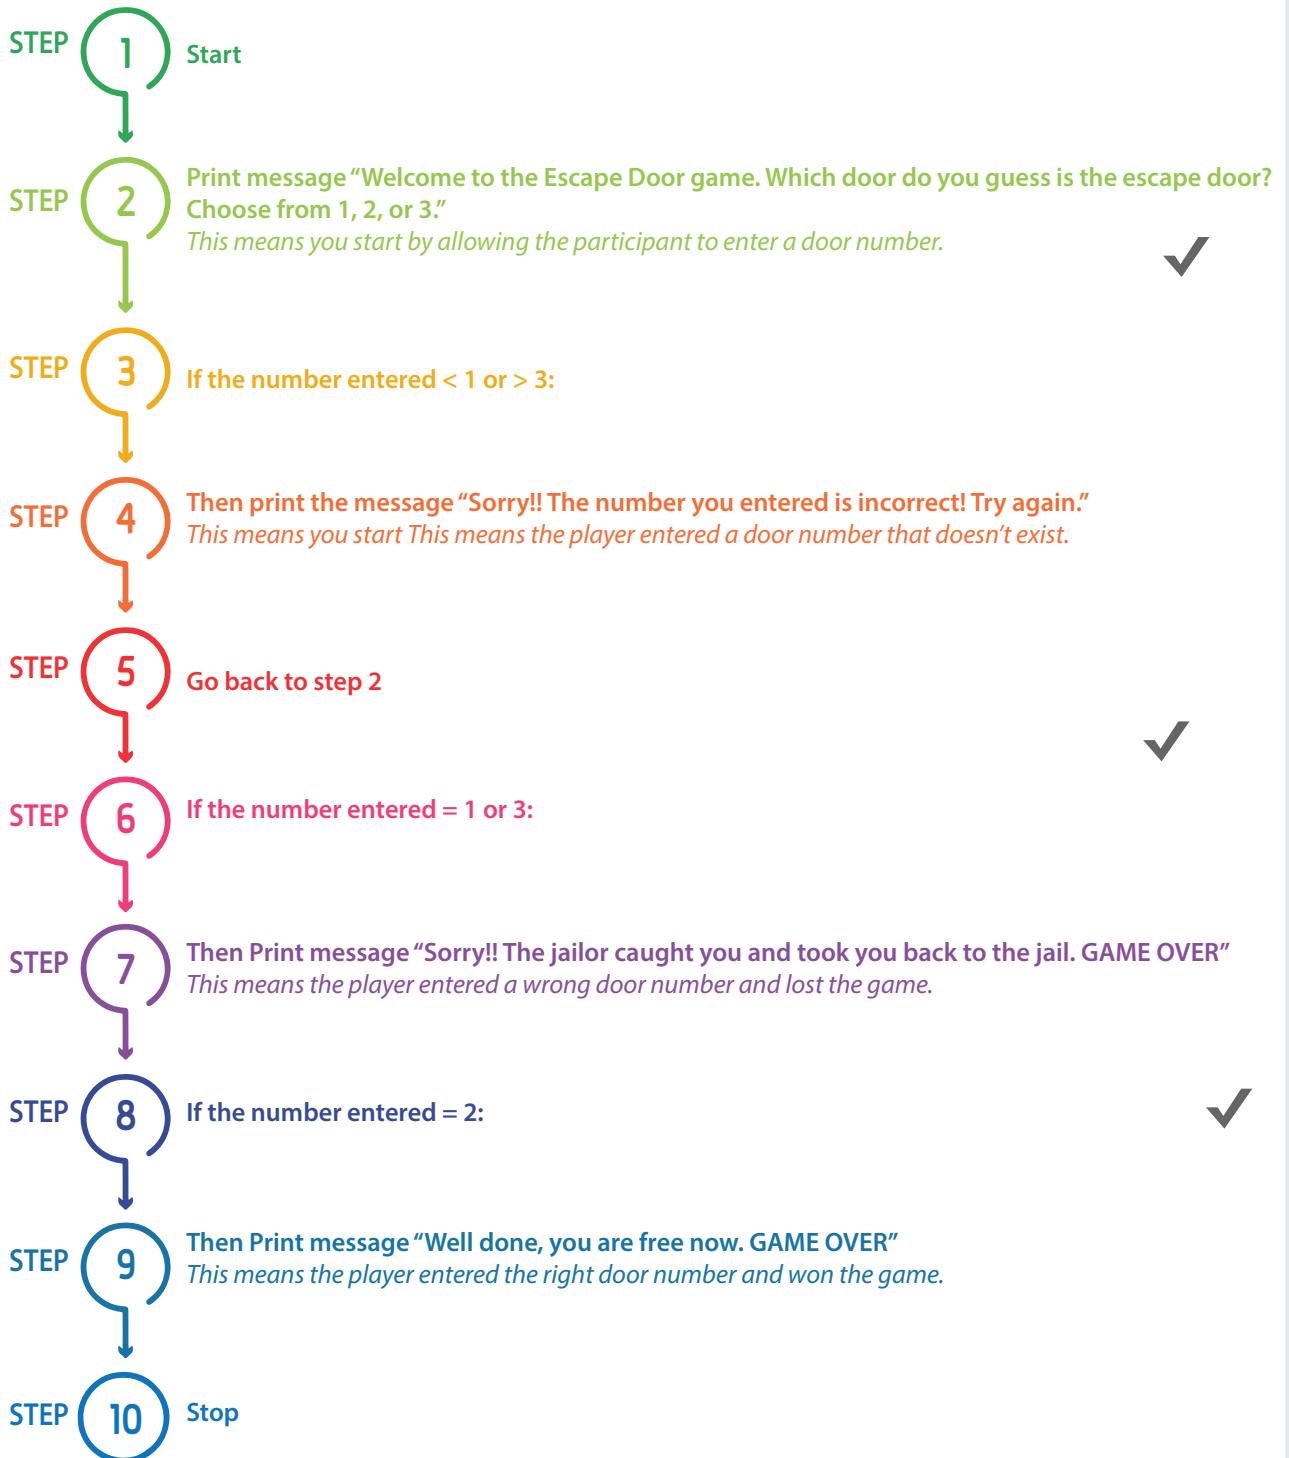 STEP 1 Start
STEP 2 Print message “Welcome to the Escape Door game. Which door do you guess is the escape door?
Choose from 1, 2, or 3.”
This means you start by allowing the participant to enter a door number.
STEP 3 If the number entered < 1 or > 3:
STEP 4 Then print the message “Sorry!! The number you entered is incorrect! Try again.”
This means you start This means the player entered a door number that doesn’t exist.
STEP 5 Go back to step 2
STEP 6 If the number entered = 1 or 3:
STEP 7 Then Print message “Sorry!! The jailor caught you and took you back to the jail. GAME OVER”
This means the player entered a wrong door number and lost the game.
STEP 8 If the number entered = 2:
STEP 9 Then Print message “Well done, you are free now. GAME OVER”
This means the player entered the right door number and won the game.
STEP 10 Stop